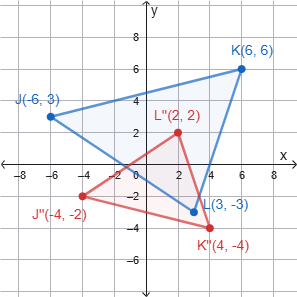 y
8
K(6, 6)
6
J(-6, 3)
4
L"(2, 2)
2
x
−8 −6 −4 −2 0 2 4 6 8
−2
L(3, -3)
J"(-4, -2)
−4
K"(4, -4)
−6